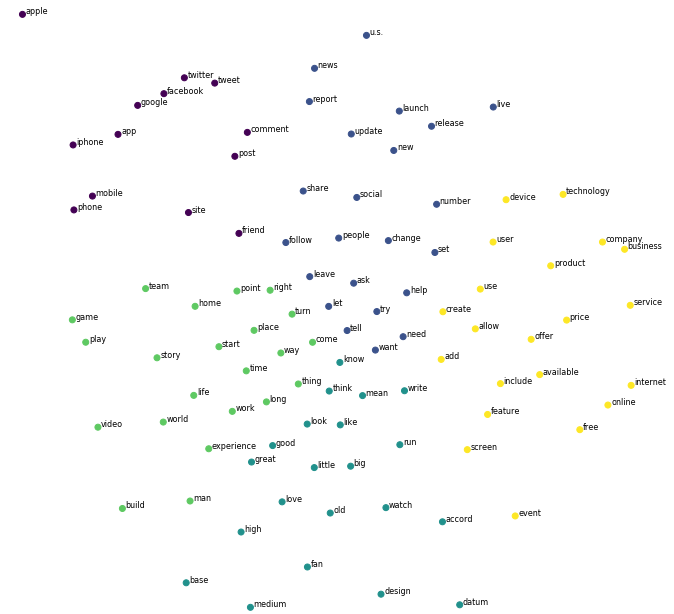 apple
u.s.
news
twitter
tweet
facebook
google
report
launch
live
release
app
comment
update
iphone
new
post
mobile
share
social
technology
device
number
phone
site
friend
follow
people
change
user
company
business
set
product
leave
ask
team
point
right
help
use
home
let
try
create
service
turn
game
price
place
tell
allow
play
come
need
offer
start
way
want
story
know
add
time
available
thing
include
internet
think
write
life
mean
long
online
work
feature
world
look
like
video
free
good
run
experience
screen
great
little
big
man
love
build
watch
old
event
accord
high
fan
base
design
medium
datum